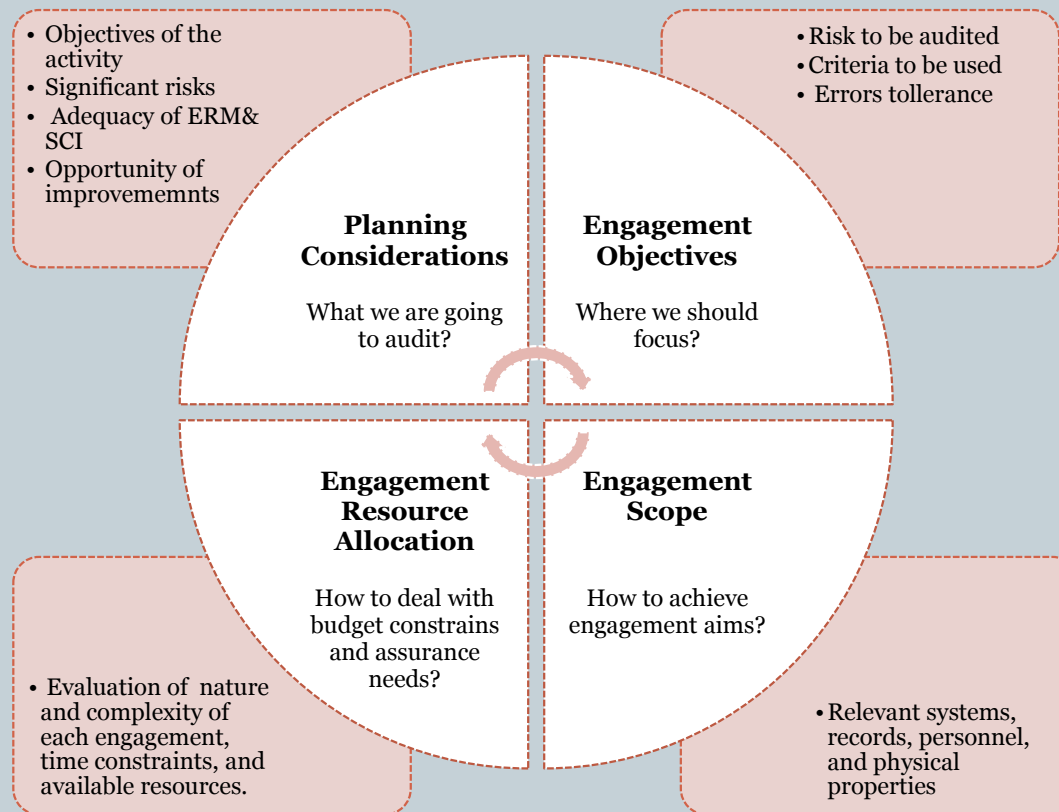 • Objectives of the
activity
• Significant risks
• Adequacy of ERM&
SCI
• Opportunity of
improvememnts
• Risk to be audited
• Criteria to be used
• Errors tollerance
Planning
Considerations
What we are going
to audit?
Engagement
Objectives
Where we should
focus?
Engagement
Resource
Allocation
How to deal with
budget constrains
and assurance
needs?
Engagement
Scope
How to achieve
engagement aims?
• Evaluation of nature
and complexity of
each engagement,
time constraints, and
available resources.
• Relevant systems,
records, personnel,
and physical
properties